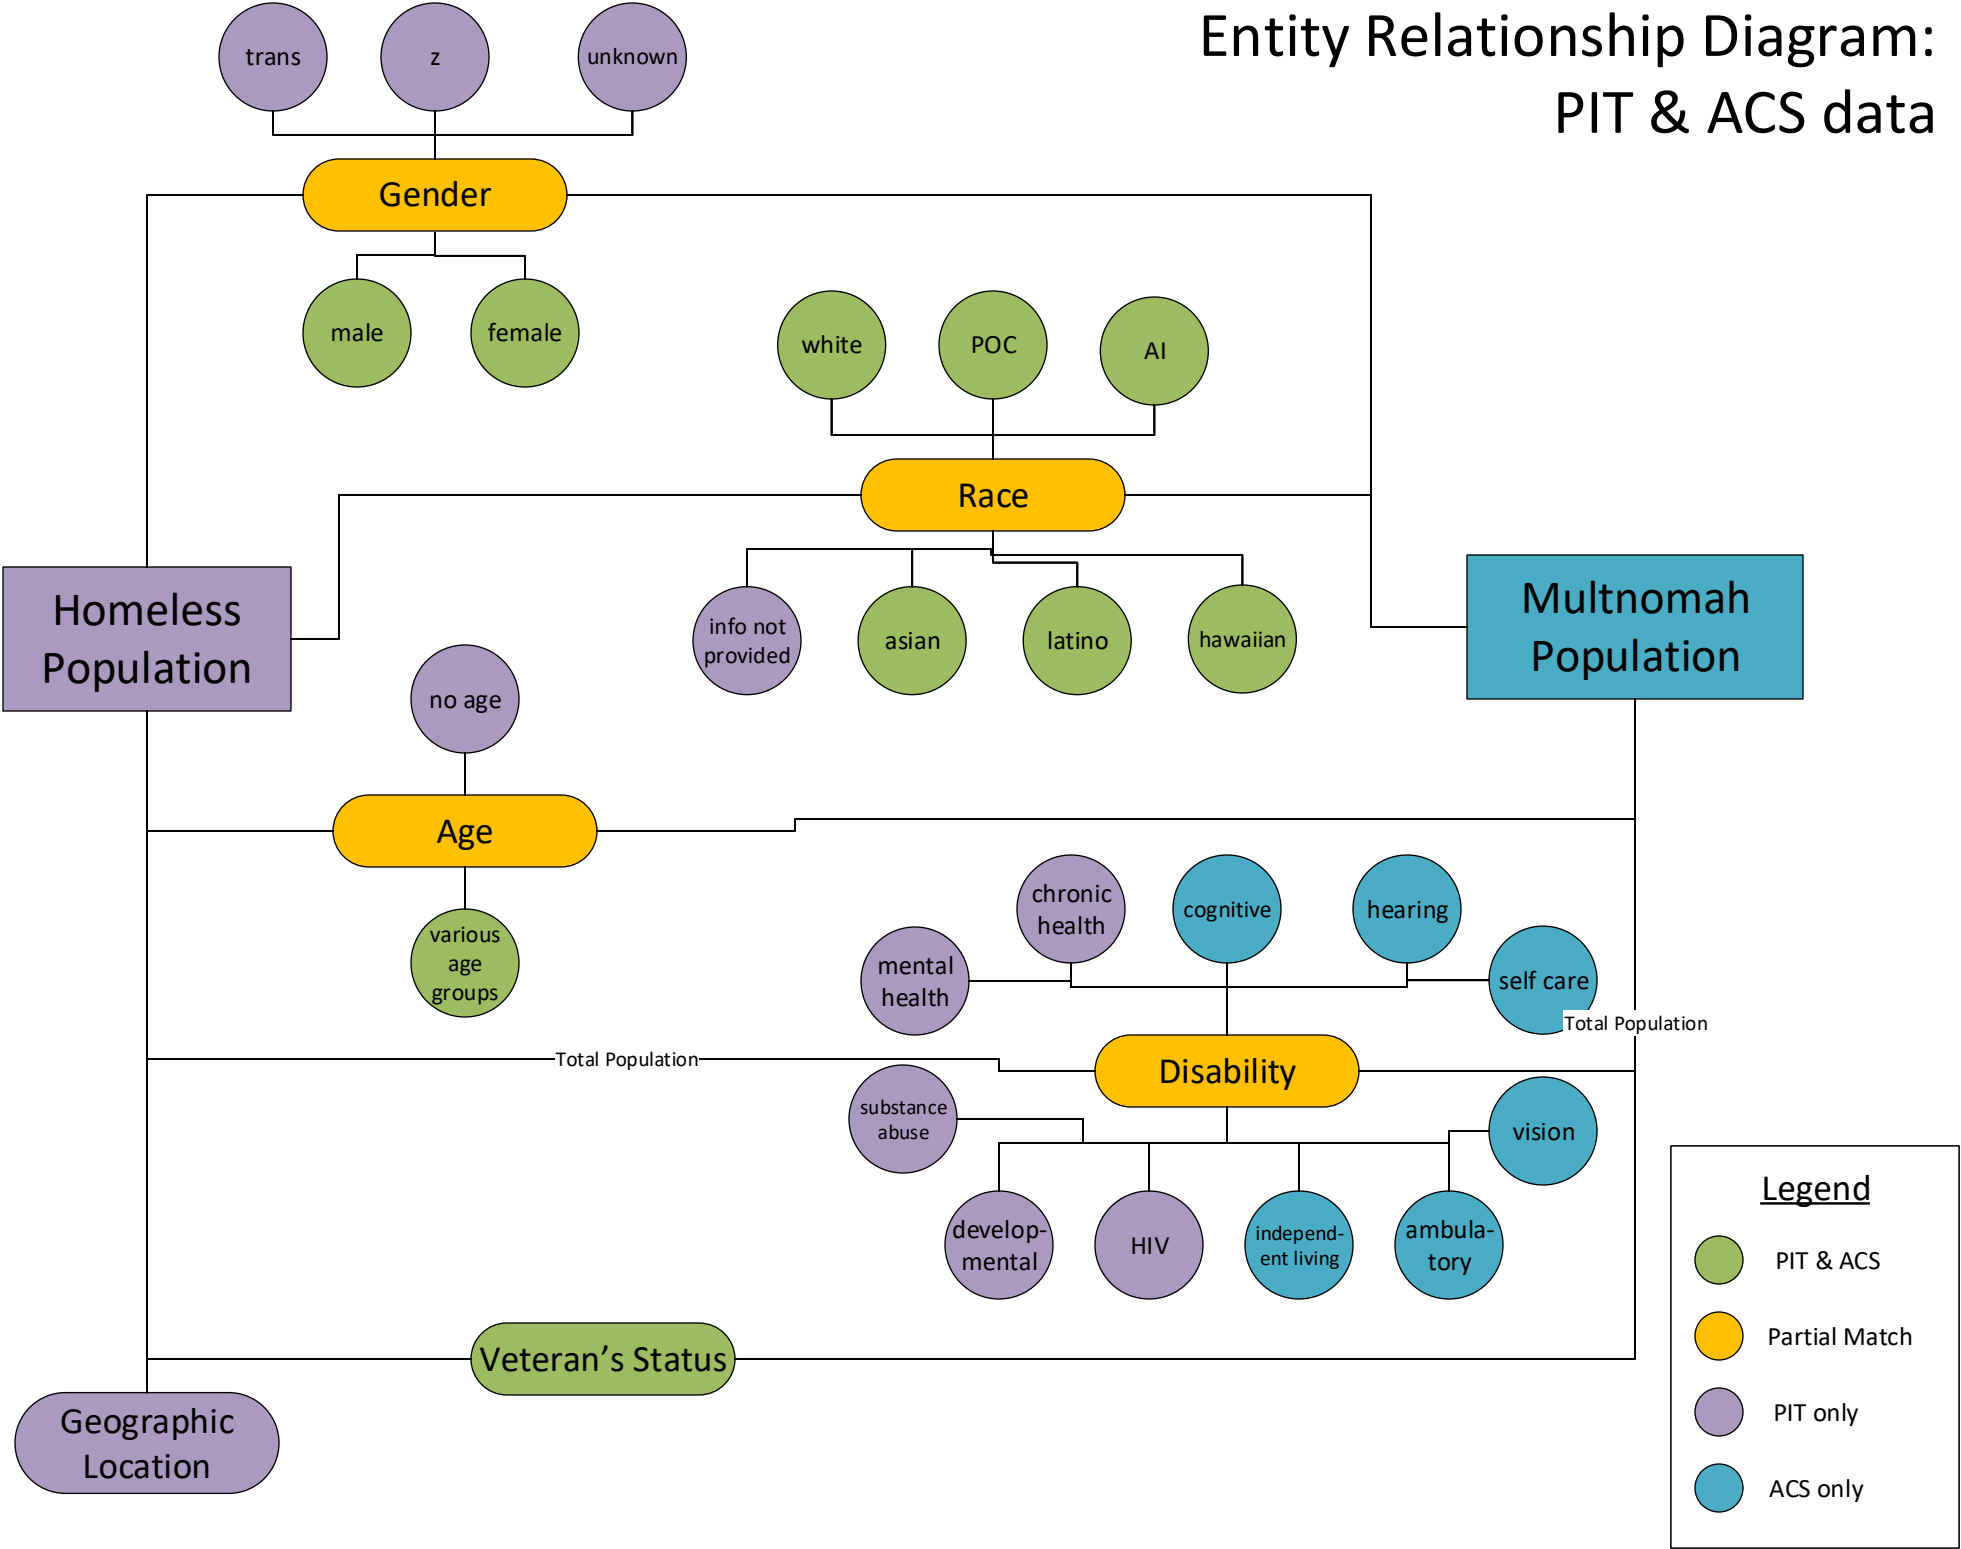 Entity Relationship Diagram:
PIT & ACS data
trans
z
unknown
Gender
male
female
white
POC
AI
Race
info not
provided
asian
latino
hawaiian
Homeless
Population
Multnomah
Population
no age
Age
various
age
groups
chronic
health
cognitive
hearing
mental
health
self care
Total Population
Total Population
Disability
substance
abuse
vision
develop-
mental
HIV
independ-
ent living
ambula-
tory
Veteran’s Status
Geographic
Location
Legend
PIT & ACS
Partial Match
PIT only
ACS only